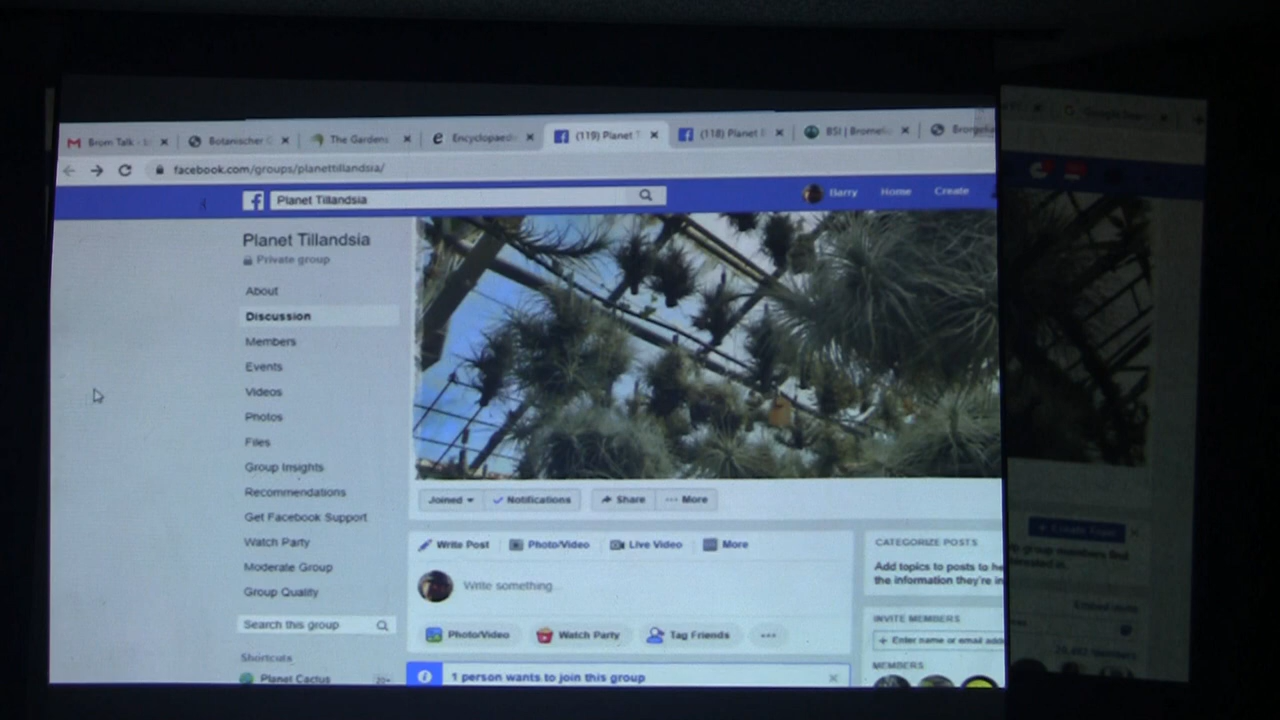 Brom Talk
Botanischer
The Gardens
Encyclopaedi
(119) Planet T
(118) Planet
BSI | Bromeli
facebook.com/groups/planettillandsia/
Planet Tillandsia
Barry
Home
Create
Planet Tillandsia
Private group
About
Discussion
Members
Events
Videos
Photos
Files
Group Insights
Recommendations
Get Facebook Support
Watch Party
Moderate Group
Group Quality
Search this group
Shortcuts
Planet Cactus
20+
Joined
Notifications
Share
More
Write Post
Photo/Video
Live Video
More
Write something
Photo/Video
Watch Party
Tag Friends
1 person wants to join this group
CATEGORIZE POSTS
Add topics to posts to he
the information they're in
INVITE MEMBERS
+ Enter name or email addr
MEMBERS